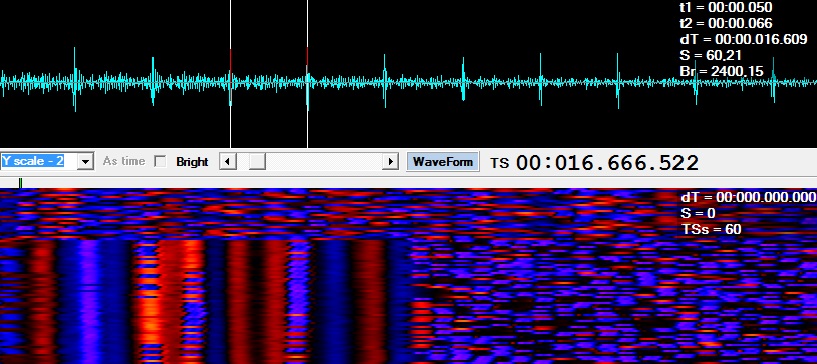 t1 = 00:00.050
t2 = 00:00.066
dT = 00:00.016.609
S = 60,21
Br = 2400,15
Y scale - 2 As time Bright WaveForm TS 00:016.666.522
dT = 00:000.000.000
S = 0
TSs = 60